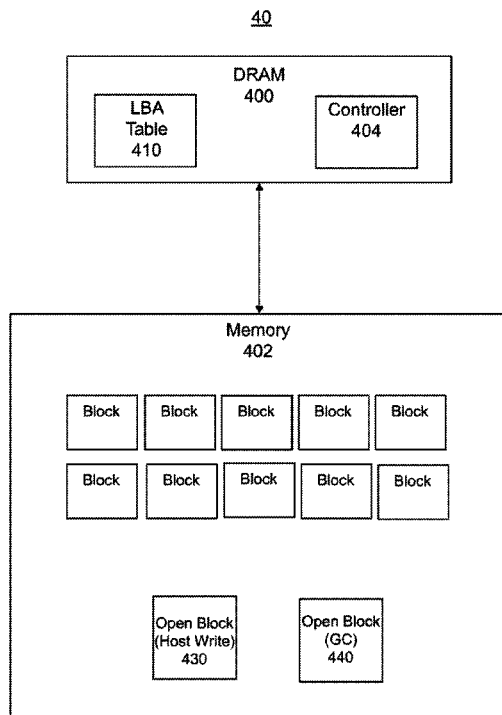 40
DRAM
400
LBA
Table
410
Controller
404
Memory
402
Block
Block
Block
Block
Block
Block
Block
Block
Block
Block
Open Block
(Host Write)
430
Open Block
(GC)
440